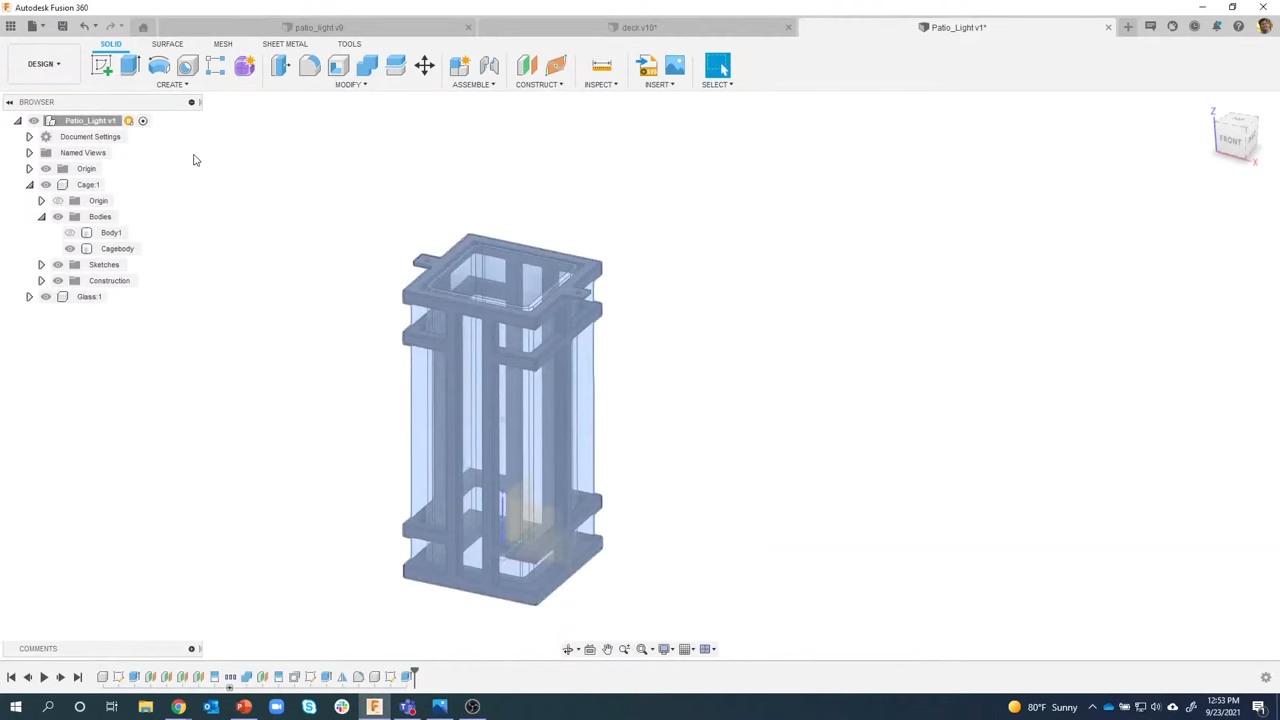 Autodesk Fusion 360
patio_light v9
deck v10*
Patio_Light v1*
SOLID SURFACE MESH SHEET METAL TOOLS
DESIGN ▾
CREATE ▾ MODIFY ▾ ASSEMBLE ▾ CONSTRUCT ▾ INSPECT ▾ INSERT ▾ SELECT ▾
BROWSER
Patio_Light v1
Document Settings
Named Views
Origin
Cage:1
Origin
Bodies
Body1
Cagebody
Sketches
Construction
Glass:1
Z
FRONT
X
COMMENTS
80°F Sunny
12:53 PM
9/23/2021